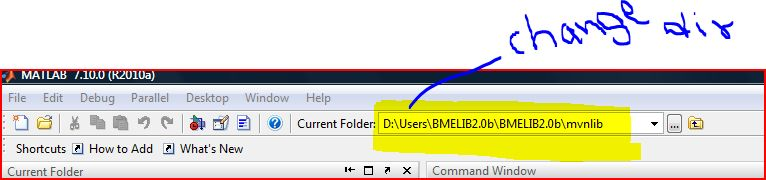 change dir
MATLAB 7.10.0 (R2010a)
File Edit Debug Parallel Desktop Window Help
Current Folder: D:\Users\BMELIB2.0b\BMELIB2.0b\mvnlib ...
Shortcuts How to Add What's New
Current Folder Command Window